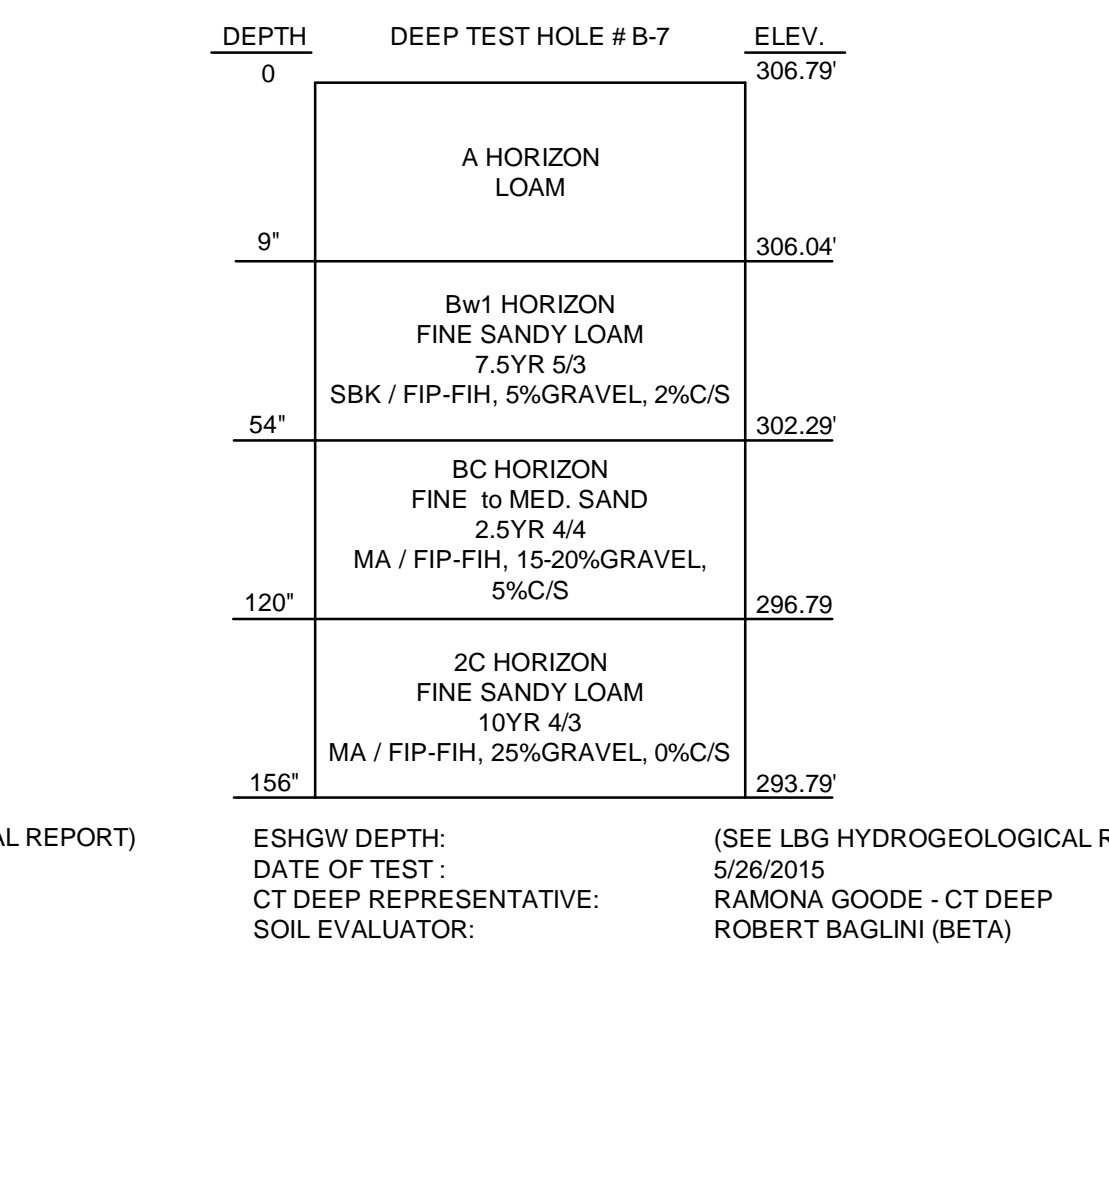 DEPTH DEEP TEST HOLE # B-7 ELEV.
0 306.79'
A HORIZON
LOAM
9" 306.04'
Bw1 HORIZON
FINE SANDY LOAM
7.5YR 5/3
SBK / FIP-FIH, 5%GRAVEL, 2%C/S
54" 302.29'
BC HORIZON
FINE to MED. SAND
2.5YR 4/4
MA / FIP-FIH, 15-20%GRAVEL,
5%C/S
120" 296.79
2C HORIZON
FINE SANDY LOAM
10YR 4/3
MA / FIP-FIH, 25%GRAVEL, 0%C/S
156" 293.79'
AL REPORT) ESHGW DEPTH: (SEE LBG HYDROGEOLOGICAL R
DATE OF TEST : 5/26/2015
CT DEEP REPRESENTATIVE: RAMONA GOODE - CT DEEP
SOIL EVALUATOR: ROBERT BAGLINI (BETA)